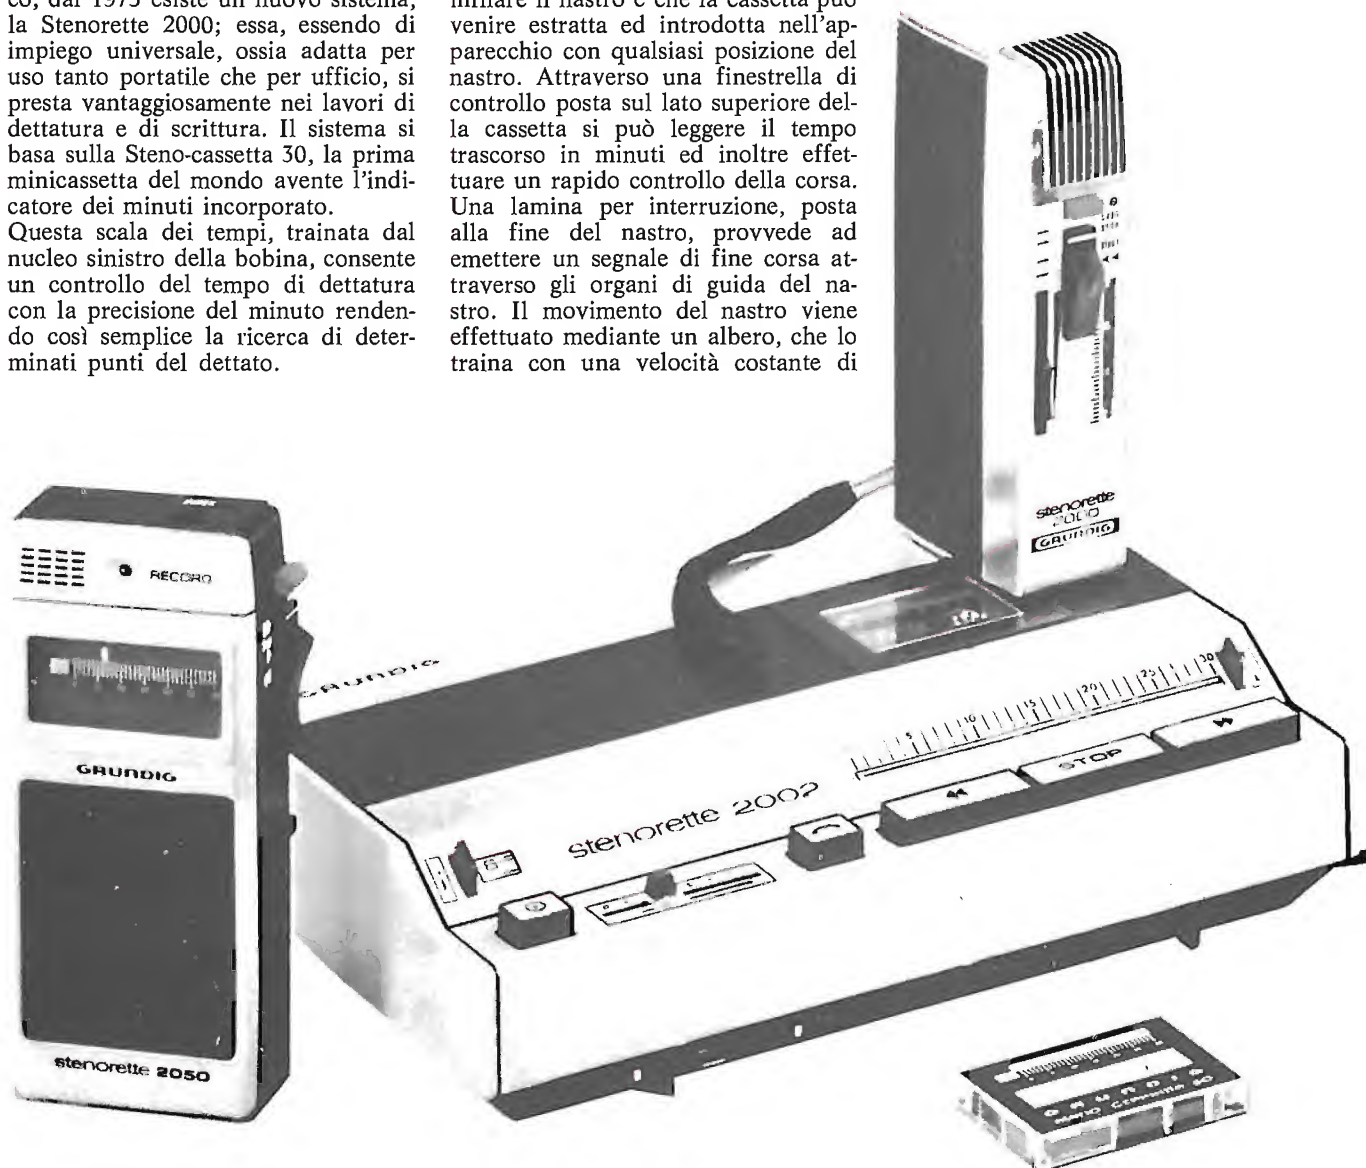 co, dal 1975 esiste un nuovo sistema,
la Stenorette 2000; essa, essendo di
impiego universale, ossia adatta per
uso tanto portatile che per ufficio, si
presta vantaggiosamente nei lavori di
dettatura e di scrittura. Il sistema si
basa sulla Steno-cassetta 30, la prima
minicassetta del mondo avente l'indi-
catore dei minuti incorporato.
Questa scala dei tempi, trainata dal
nucleo sinistro della bobina, consente
un controllo del tempo di dettatura
con la precisione del minuto renden-
do così semplice la ricerca di deter-
minati punti del dettato.
il nastro e che la cassetta può
venire estratta ed introdotta nell'ap-
parecchio con qualsiasi posizione del
nastro. Attraverso una finestrella di
controllo posta sul lato superiore del-
la cassetta si può leggere il tempo
trascorso in minuti ed inoltre effet-
tuare un rapido controllo della corsa.
Una lamina per interruzione, posta
alla fine del nastro, provvede ad
emettere un segnale di fine corsa at-
traverso gli organi di guida del na-
stro. Il movimento del nastro viene
effettuato mediante un albero, che lo
traina con una velocità costante di
stenorette
2000
GRUNDIG
RECORD
GRUNDIG
stenorette 2050
GRUNDIG
5 10 15 20 25 30
STOP
stenorette 2002
GRUNDIG